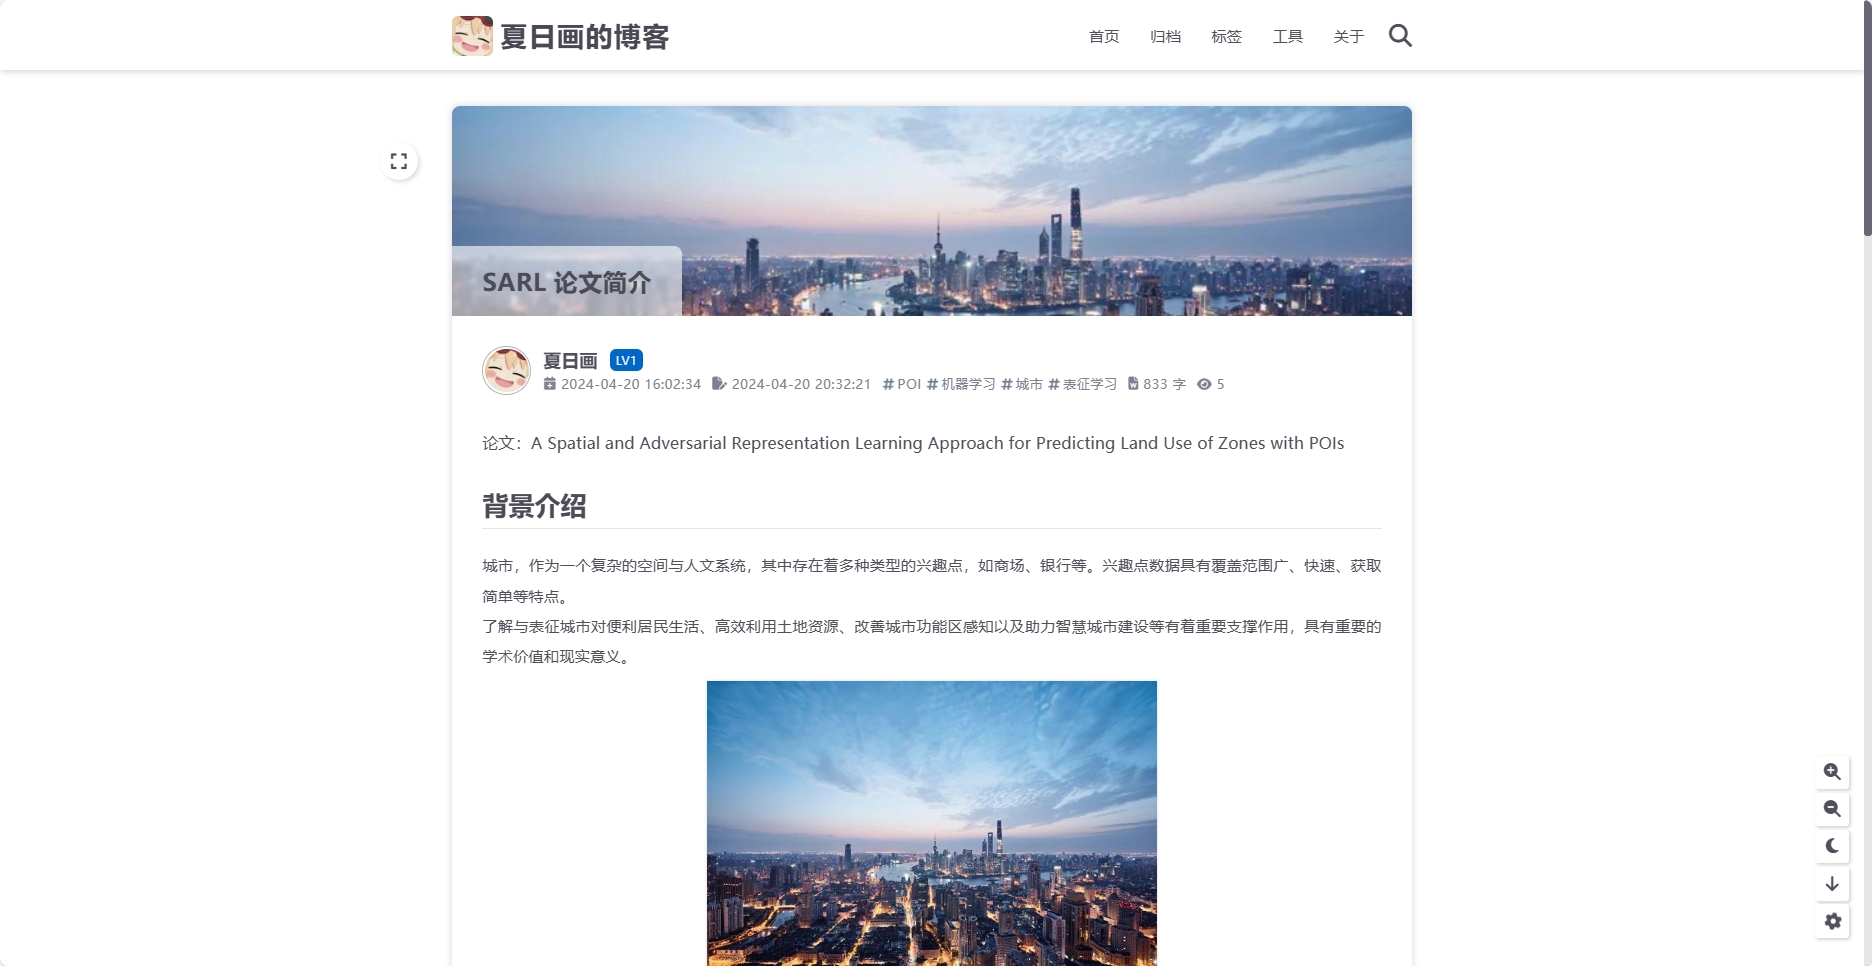 夏日画的博客
首页 归档 标签 工具 关于
SARL 论文简介
夏日画 LV1
2024-04-20 16:02:34 2024-04-20 20:32:21 # POI # 机器学习 # 城市 # 表征学习 833 字 5
论文：A Spatial and Adversarial Representation Learning Approach for Predicting Land Use of Zones with POIs
背景介绍
城市，作为一个复杂的空间与人文系统，其中存在着多种类型的兴趣点，如商场、银行等。兴趣点数据具有覆盖范围广、快速、获取
简单等特点。
了解与表征城市对便利居民生活、高效利用土地资源、改善城市功能区感知以及助力智慧城市建设等有着重要支撑作用，具有重要的
学术价值和现实意义。